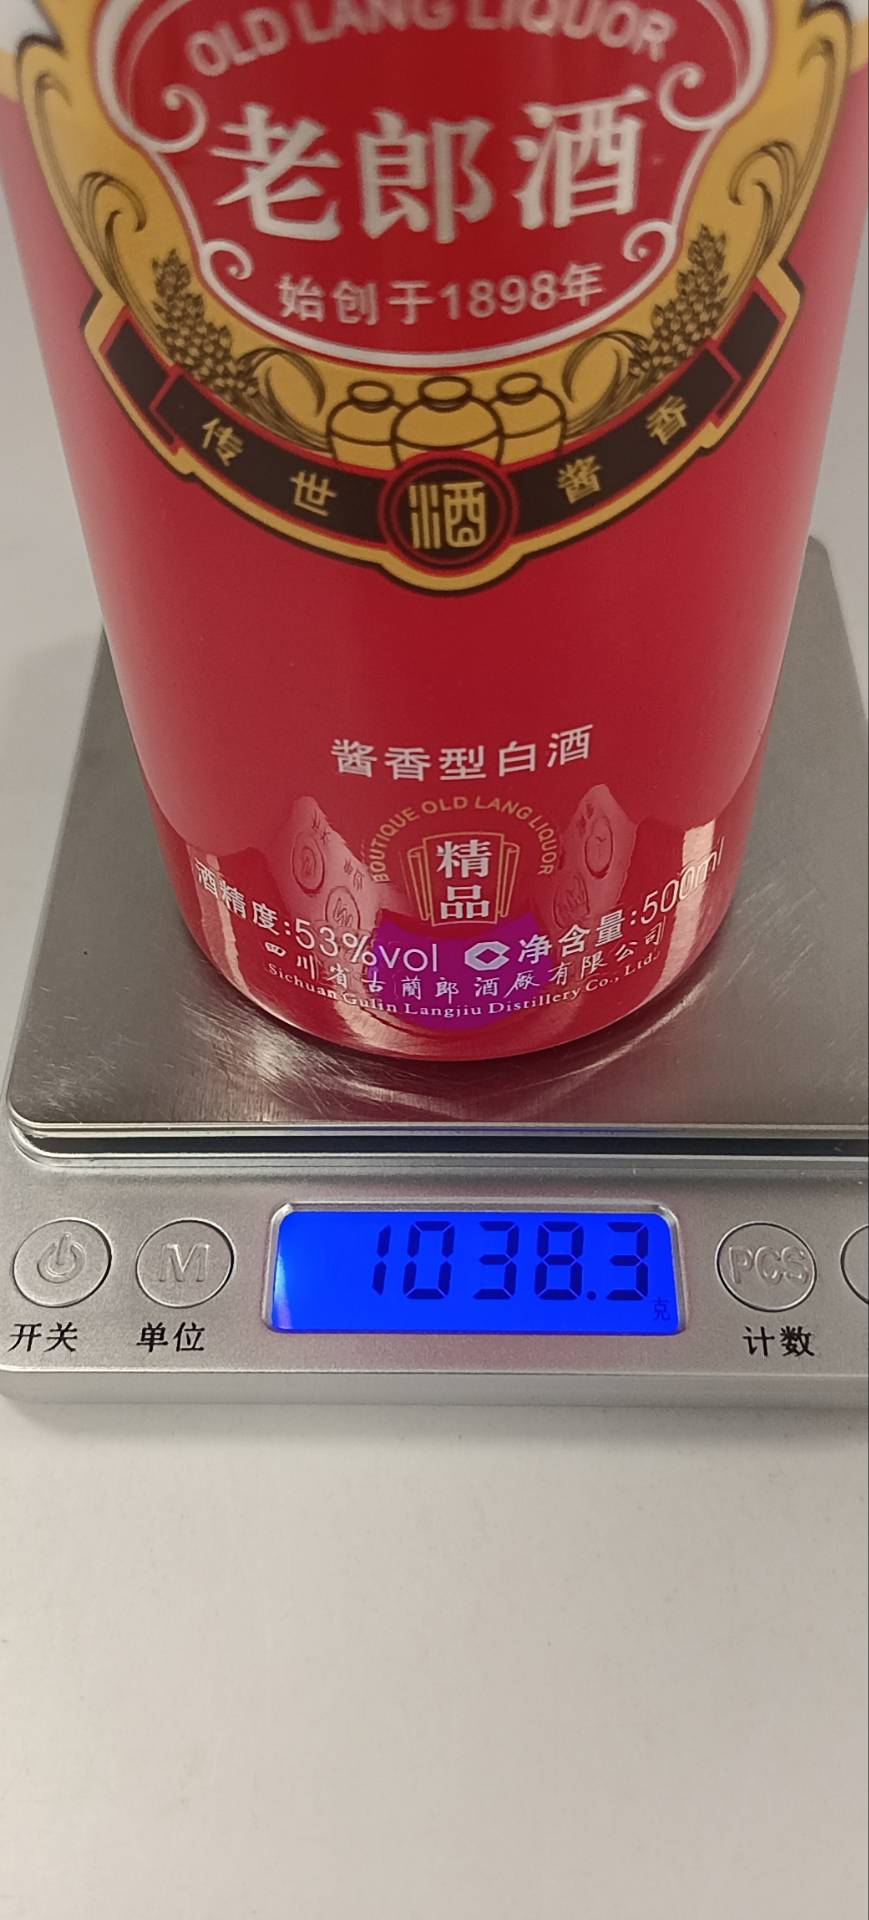 OLD LANG LIQUOR
老郎酒
始创于1898年
传世 酒 酱香
酱香型白酒
BOUTIQUE OLD LANG LIQUOR
精品
酒精度:53%vol 净含量:500ml
四川省古蔺郎酒厰有限公司
Sichuan Gulin Langjiu Distillery Co., Ltd.
1038.3 克
M PCS
开关 单位 计数